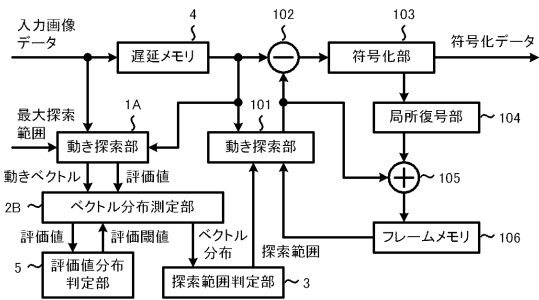 入力画像
データ
4
遅延メモリ
102
103
符号化部
符号化データ
最大探索
範囲
1A
動き探索部
101
動き探索部
局所復号部
104
動きベクトル
評価値
105
2B
ベクトル分布測定部
評価値
評価閾値
ベクトル
分布
探索範囲
フレームメモリ
106
5
評価値分布
判定部
探索範囲判定部
3